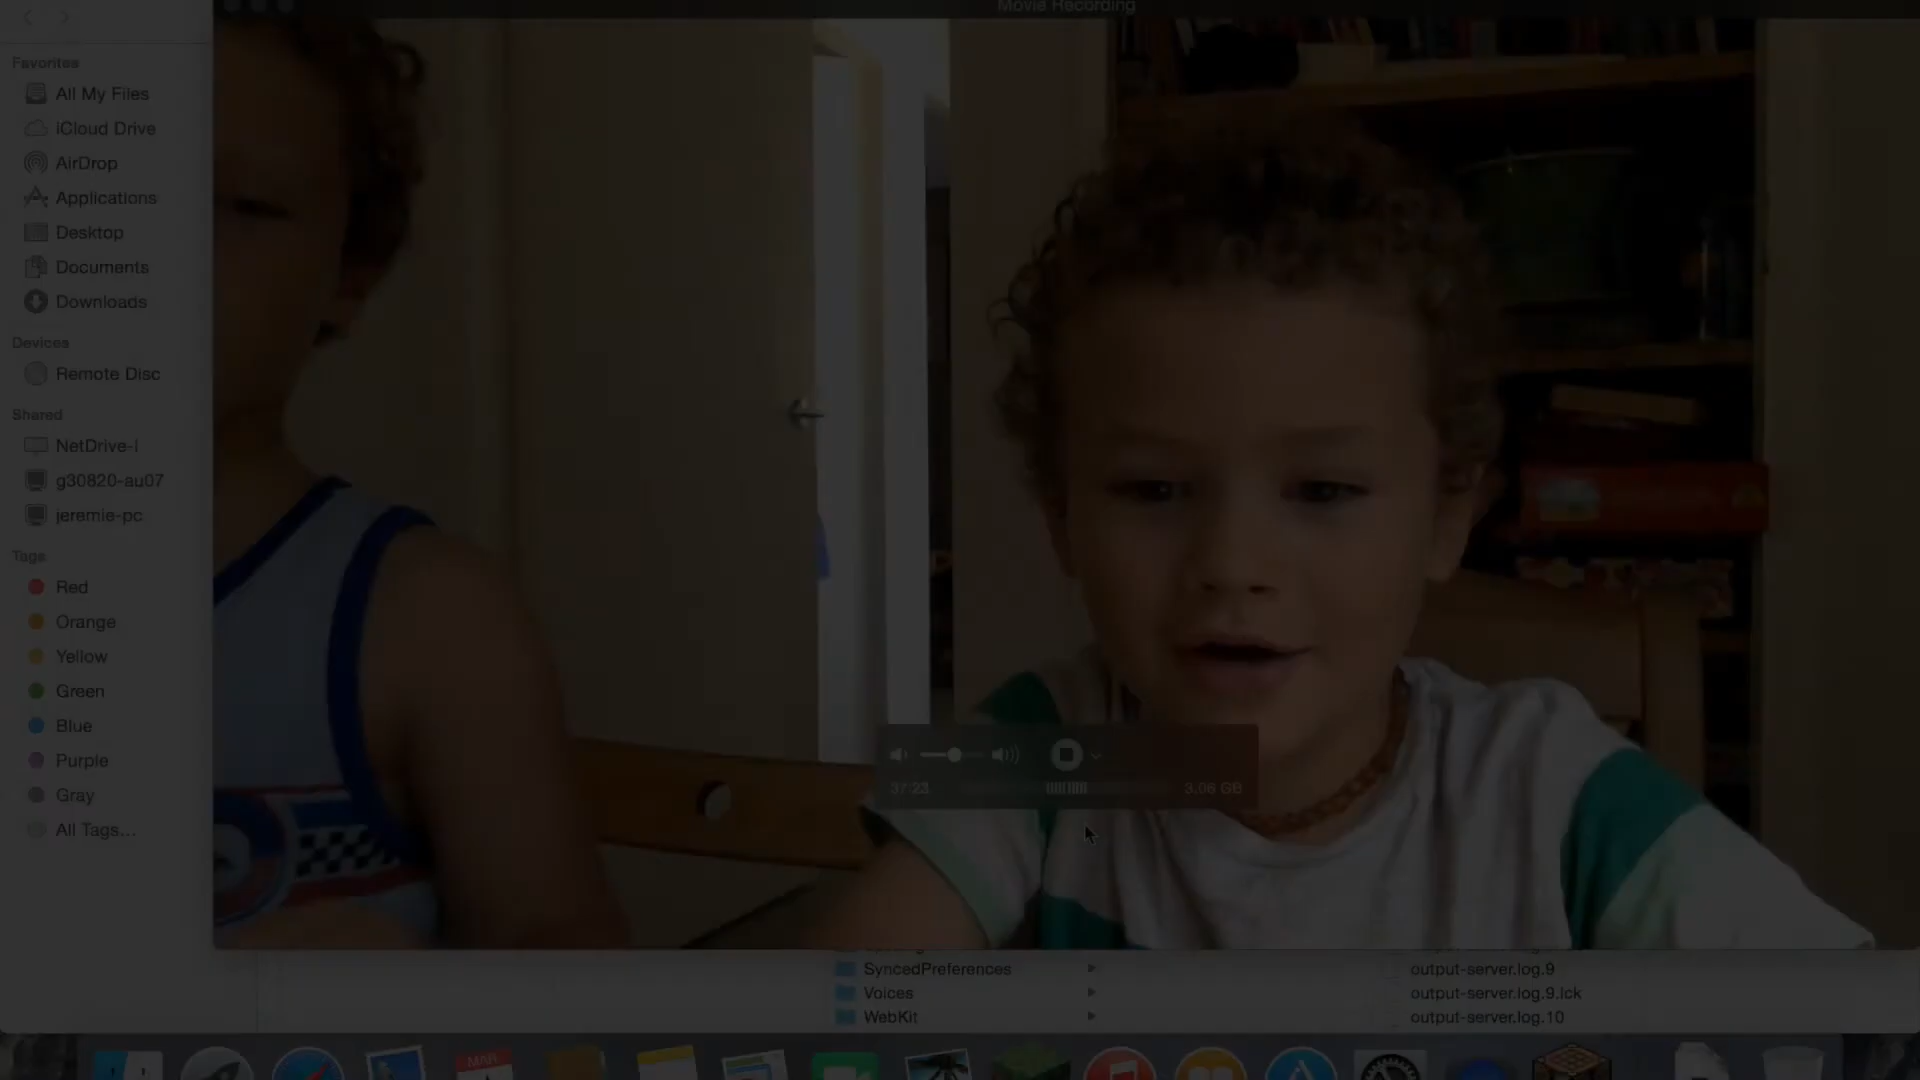 Movie Recording
Favorites
All My Files
iCloud Drive
AirDrop
Applications
Desktop
Documents
Downloads
Devices
Remote Disc
Shared
NetDrive-I
g30820-au07
jeremie-pc
Tags
Red
Orange
Yellow
Green
Blue
Purple
Gray
All Tags...
37:23
3.06 GB
SyncedPreferences
Voices
WebKit
output-server.log.9
output-server.log.9.lck
output-server.log.10
MAR